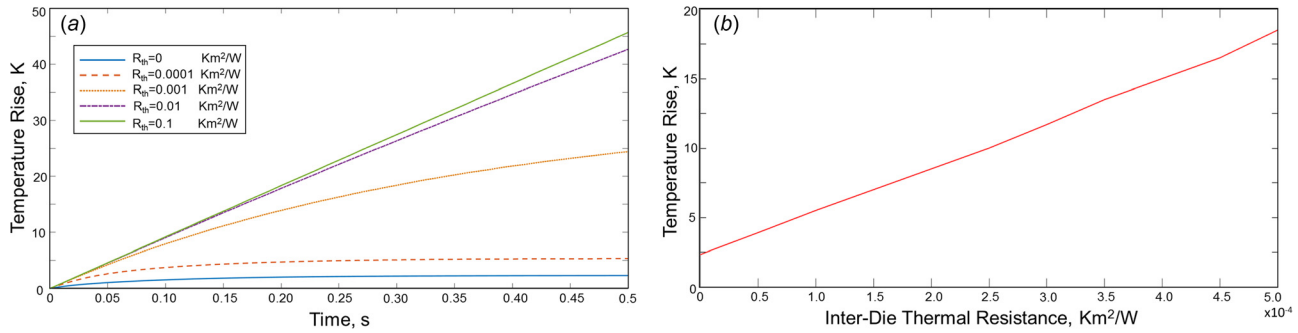 (a)
Temperature Rise, K
50
40
30
20
10
0
R_th=0 Km²/W
R_th=0.0001 Km²/W
R_th=0.001 Km²/W
R_th=0.01 Km²/W
R_th=0.1 Km²/W
0 0.05 0.10 0.15 0.20 0.25 0.30 0.35 0.40 0.45 0.5
Time, s
(b)
Temperature Rise, K
20
15
10
5
0
0 0.5 1.0 1.5 2.0 2.5 3.0 3.5 4.0 4.5 5.0
x10⁻⁴
Inter-Die Thermal Resistance, Km²/W